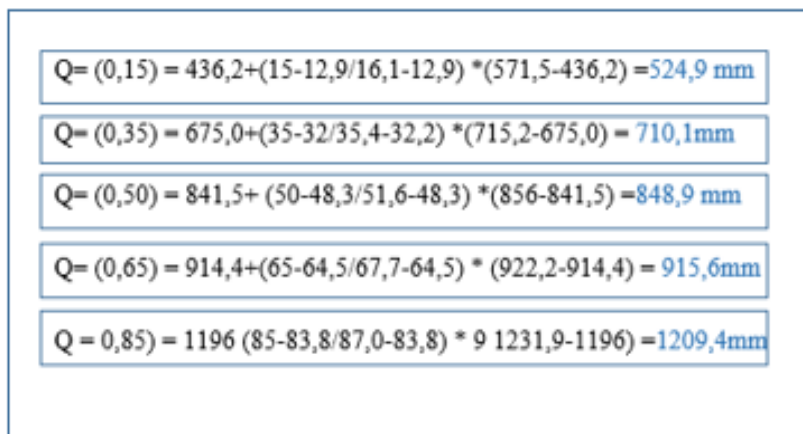 Q= (0,15) = 436,2+(15-12,9/16,1-12,9) *(571,5-436,2) =524,9 mm
Q= (0,35) = 675,0+(35-32/35,4-32,2) *(715,2-675,0) = 710,1mm
Q= (0,50) = 841,5+ (50-48,3/51,6-48,3) *(856-841,5) =848,9 mm
Q= (0,65) = 914,4+(65-64,5/67,7-64,5) * (922,2-914,4) = 915,6mm
Q = 0,85) = 1196 (85-83,8/87,0-83,8) * 9 1231,9-1196) =1209,4mm